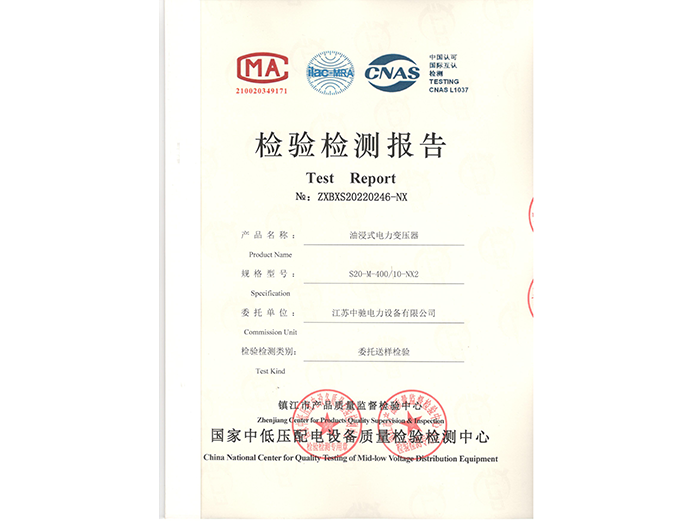 MA
210020349171
ilac-MRA
CNAS
中国认可
国际互认
检测
TESTING
CNAS L1037
检验检测报告
Test Report
№: ZXBXS20220246-NX
产品名称: 油浸式电力变压器
Product Name
规格型号: S20-M-400/10-NX2
Specification
委托单位: 江苏中驰电力设备有限公司
Commission Unit
检验检测类别: 委托送样检验
Test Kind
镇江市产品质量监督检验中心
Zhenjiang Center for Products Quality Supervision & Inspection
国家中低压配电设备质量检验检测中心
China National Center for Quality Testing of Mid-low Voltage Distribution Equipment
检验检测专用章